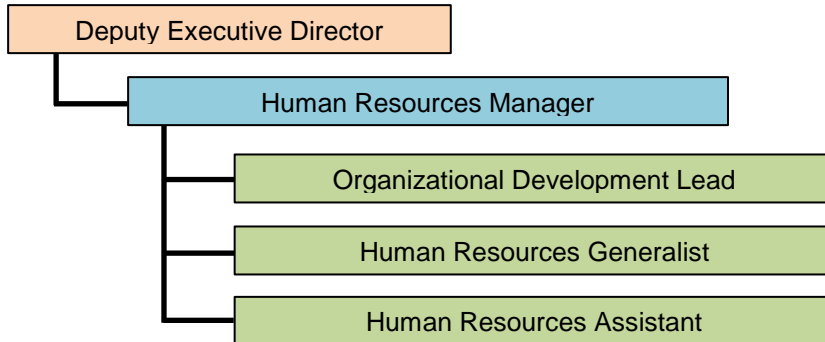 Deputy Executive Director
Human Resources Manager
Organizational Development Lead
Human Resources Generalist
Human Resources Assistant